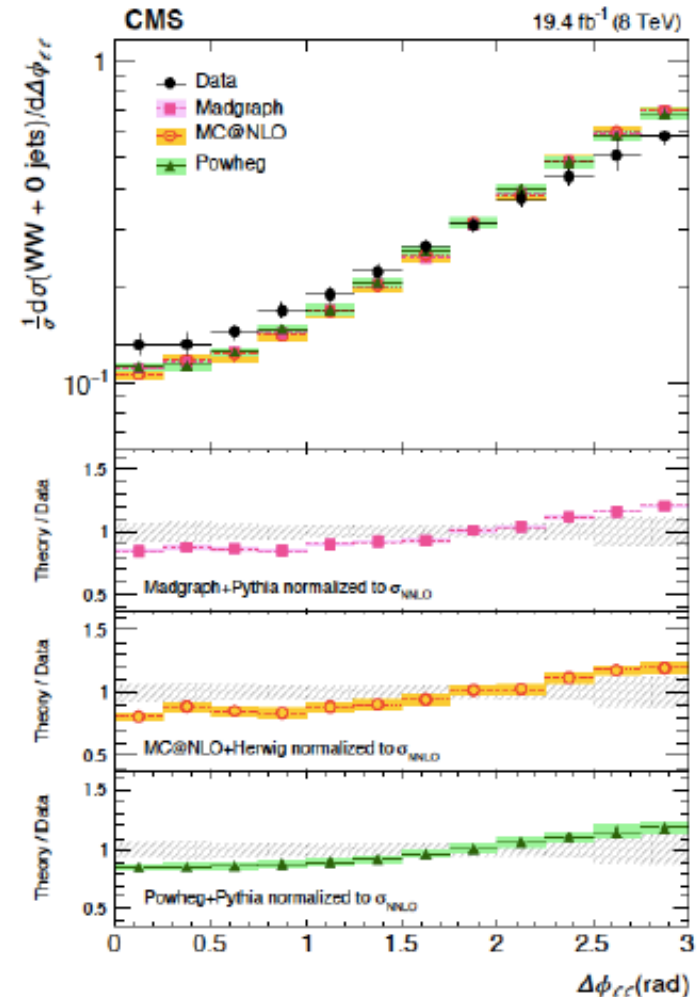 CMS 19.4 fb⁻¹ (8 TeV)
1/σ dσ(WW + 0 jets)/dΔϕℓℓ
1
10⁻¹
Data
Madgraph
MC@NLO
Powheg
Theory / Data
1.5
1
0.5
Madgraph+Pythia normalized to σNNLO
Theory / Data
1.5
1
0.5
MC@NLO+Herwig normalized to σNNLO
Theory / Data
1.5
1
0.5
Powheg+Pythia normalized to σNNLO
0 0.5 1 1.5 2 2.5 3
Δϕℓℓ(rad)